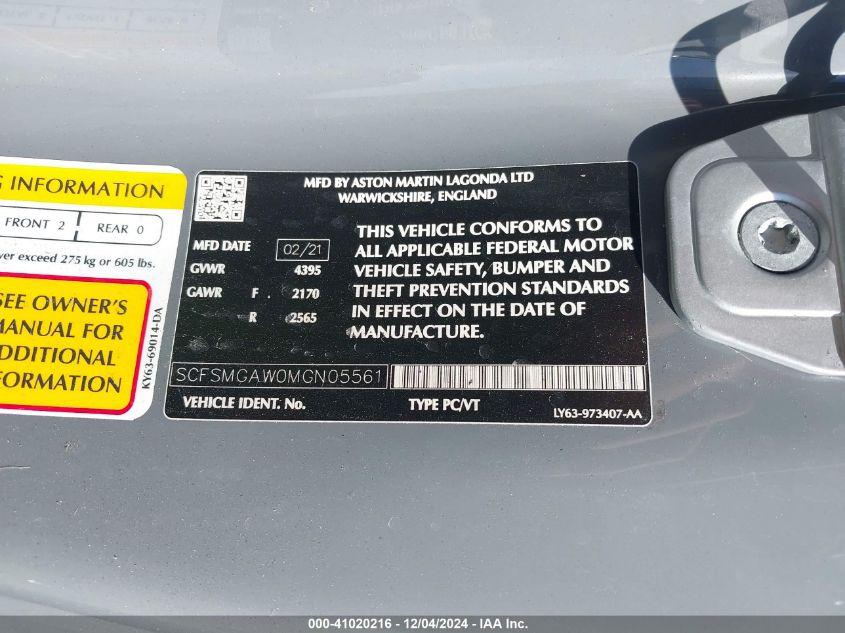 G INFORMATION
FRONT 2 REAR 0
ver exceed 275 kg or 605 lbs.
SEE OWNER'S
MANUAL FOR
ADDITIONAL
INFORMATION
KY63-69014-DA
MFD BY ASTON MARTIN LAGONDA LTD
WARWICKSHIRE, ENGLAND
MFD DATE 02/21
GVWR 4395
GAWR F . 2170
R 2565
THIS VEHICLE CONFORMS TO
ALL APPLICABLE FEDERAL MOTOR
VEHICLE SAFETY, BUMPER AND
THEFT PREVENTION STANDARDS
IN EFFECT ON THE DATE OF
MANUFACTURE.
SCFSMGAW0MGN05561
VEHICLE IDENT. No. TYPE PC/VT LY63-973407-AA
000-41020216 - 12/04/2024 - IAA Inc.